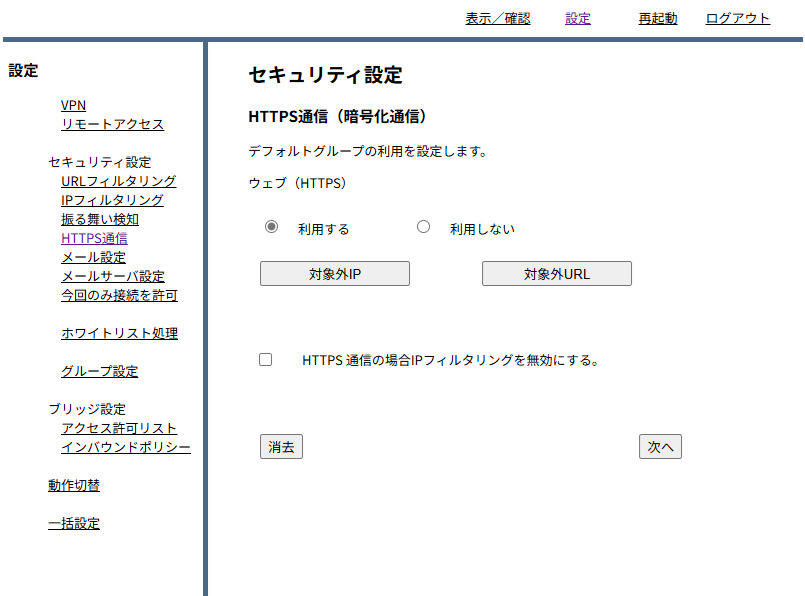 表示／確認 設定 再起動 ログアウト
設定
VPN
リモートアクセス
セキュリティ設定
URLフィルタリング
IPフィルタリング
振る舞い検知
HTTPS通信
メール設定
メールサーバ設定
今回のみ接続を許可
ホワイトリスト処理
グループ設定
ブリッジ設定
アクセス許可リスト
インバウンドポリシー
動作切替
一括設定
セキュリティ設定
HTTPS通信（暗号化通信）
デフォルトグループの利用を設定します。
ウェブ（HTTPS）
利用する 利用しない
対象外IP 対象外URL
HTTPS 通信の場合IPフィルタリングを無効にする。
消去 次へ